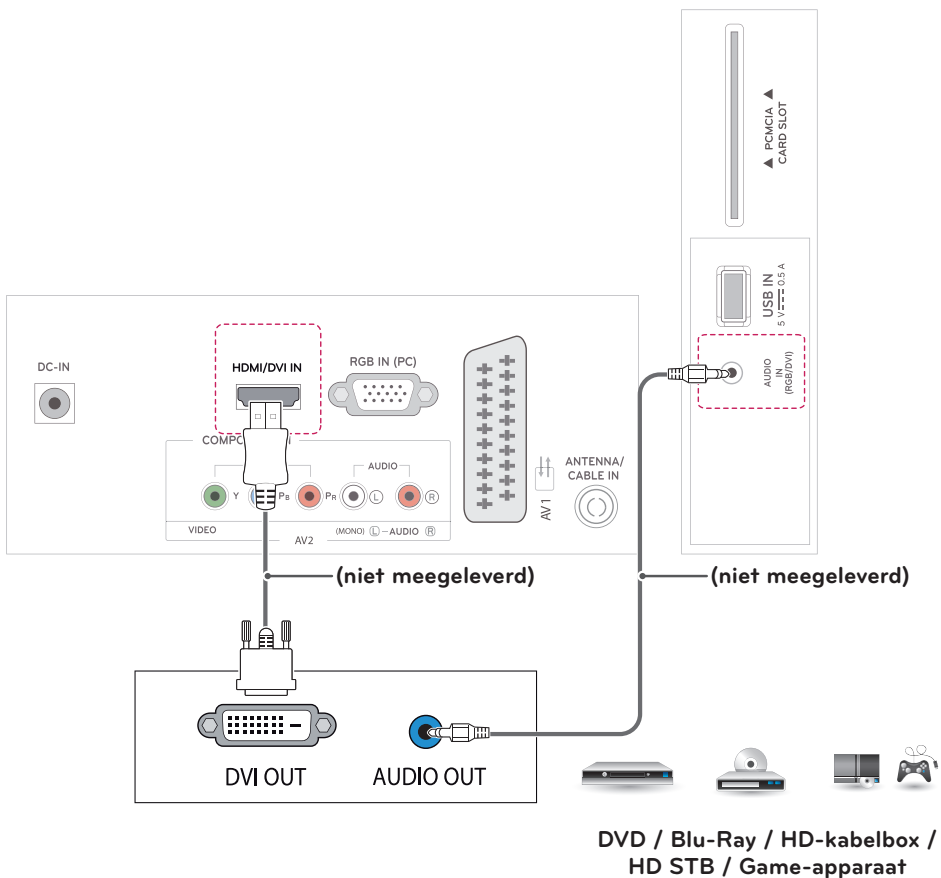 ▲ PCMCIA ▲
CARD SLOT
USB IN
5 V 0.5 A
AUDIO
IN
(RGB/DVI)
DC-IN
HDMI/DVI IN
RGB IN (PC)
AUDIO
Y
PB
PR
L
R
VIDEO
(MONO) L - AUDIO R
AV2
AV 1
ANTENNA/
CABLE IN
(niet meegeleverd)
(niet meegeleverd)
DVI OUT
AUDIO OUT
DVD / Blu-Ray / HD-kabelbox /
HD STB / Game-apparaat